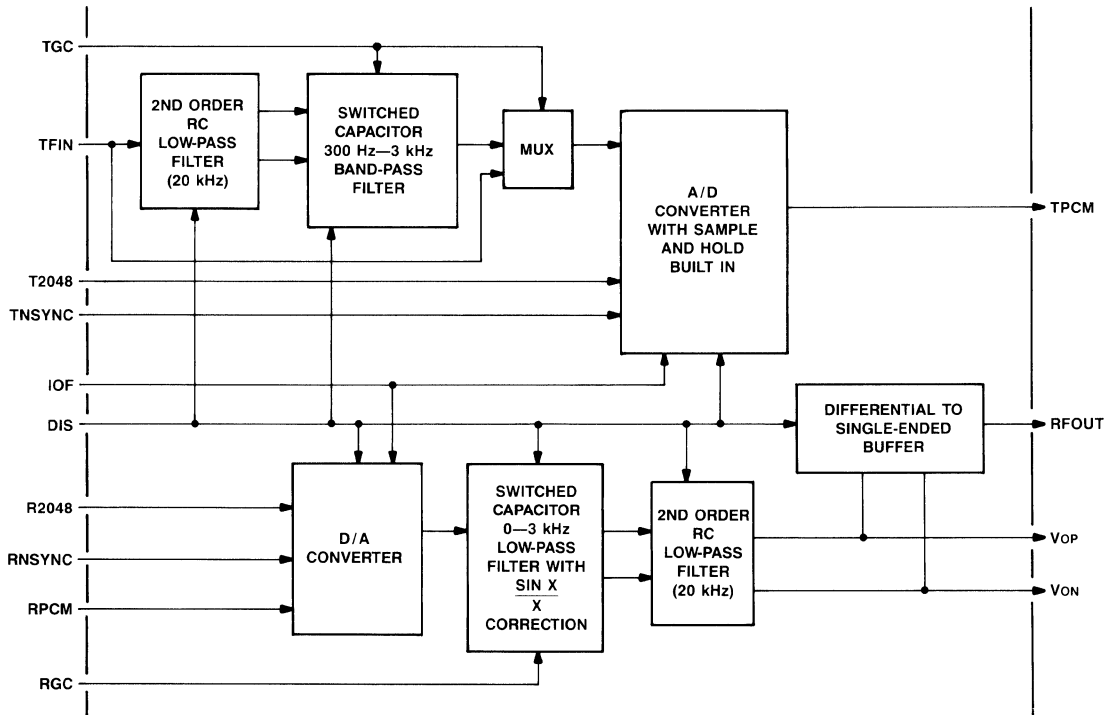 TGC
TFIN
2ND ORDER
RC
LOW-PASS
FILTER
(20 kHz)
SWITCHED
CAPACITOR
300 Hz—3 kHz
BAND-PASS
FILTER
MUX
A/D
CONVERTER
WITH SAMPLE
AND HOLD
BUILT IN
TPCM
T2048
TNSYNC
IOF
DIS
DIFFERENTIAL TO
SINGLE-ENDED
BUFFER
RFOUT
R2048
RNSYNC
RPCM
D/A
CONVERTER
SWITCHED
CAPACITOR
0—3 kHz
LOW-PASS
FILTER WITH
SIN X
X
CORRECTION
2ND ORDER
RC
LOW-PASS
FILTER
(20 kHz)
VOP
VON
RGC